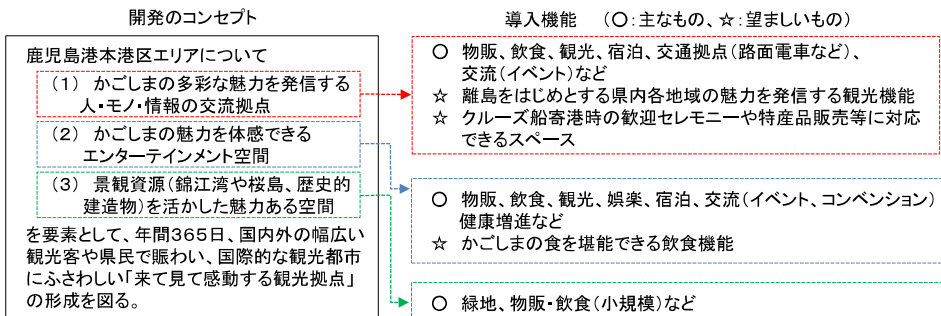 開発のコンセプト
鹿児島港本港区エリアについて
(1) かごしまの多彩な魅力を発信する
人・モノ・情報の交流拠点
(2) かごしまの魅力を体感できる
エンターテインメント空間
(3) 景観資源(錦江湾や桜島、歴史的
建造物)を活かした魅力ある空間
を要素として、年間365日、国内外の幅広い
観光客や県民で賑わい、国際的な観光都市
にふさわしい「来て見て感動する観光拠点」
の形成を図る。
導入機能 (○:主なもの、☆:望ましいもの)
○ 物販、飲食、観光、宿泊、交通拠点(路面電車など)、
交流(イベント)など
☆ 離島をはじめとする県内各地域の魅力を発信する観光機能
☆ クルーズ船寄港時の歓迎セレモニーや特産品販売等に対応
できるスペース
○ 物販、飲食、観光、娯楽、宿泊、交流(イベント、コンベンション)
健康増進など
☆ かごしまの食を堪能できる飲食機能
○ 緑地、物販・飲食(小規模)など